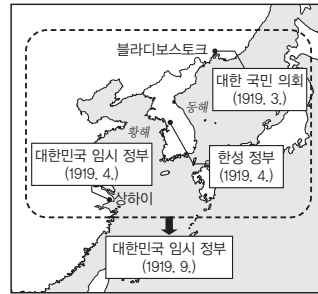 블라디보스토크
대한 국민 의회
(1919. 3.)
동해
황해
대한민국 임시 정부
(1919. 4.)
한성 정부
(1919. 4.)
상하이
대한민국 임시 정부
(1919. 9.)